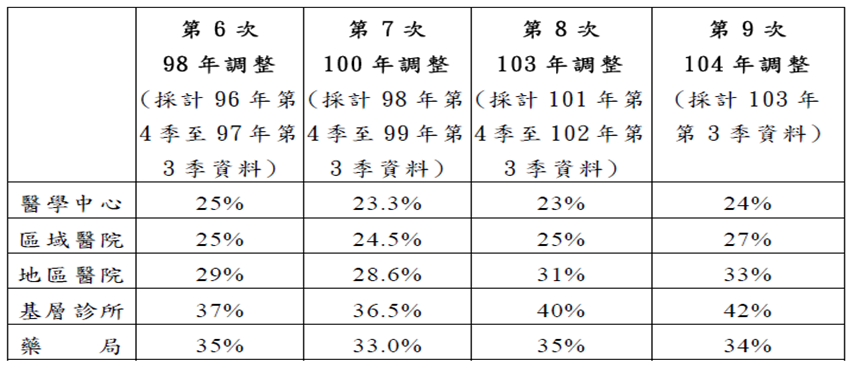 第 6 次 第 7 次 第 8 次 第 9 次
98 年調整 100 年調整 103 年調整 104 年調整
（採計 96 年第 （採計 98 年第 （採計 101 年第 （採計 103 年
4 季至 97 年第 4 季至 99 年第 4 季至 102 年第 第 3 季資料）
3 季資料） 3 季資料） 3 季資料）
醫學中心 25% 23.3% 23% 24%
區域醫院 25% 24.5% 25% 27%
地區醫院 29% 28.6% 31% 33%
基層診所 37% 36.5% 40% 42%
藥 局 35% 33.0% 35% 34%